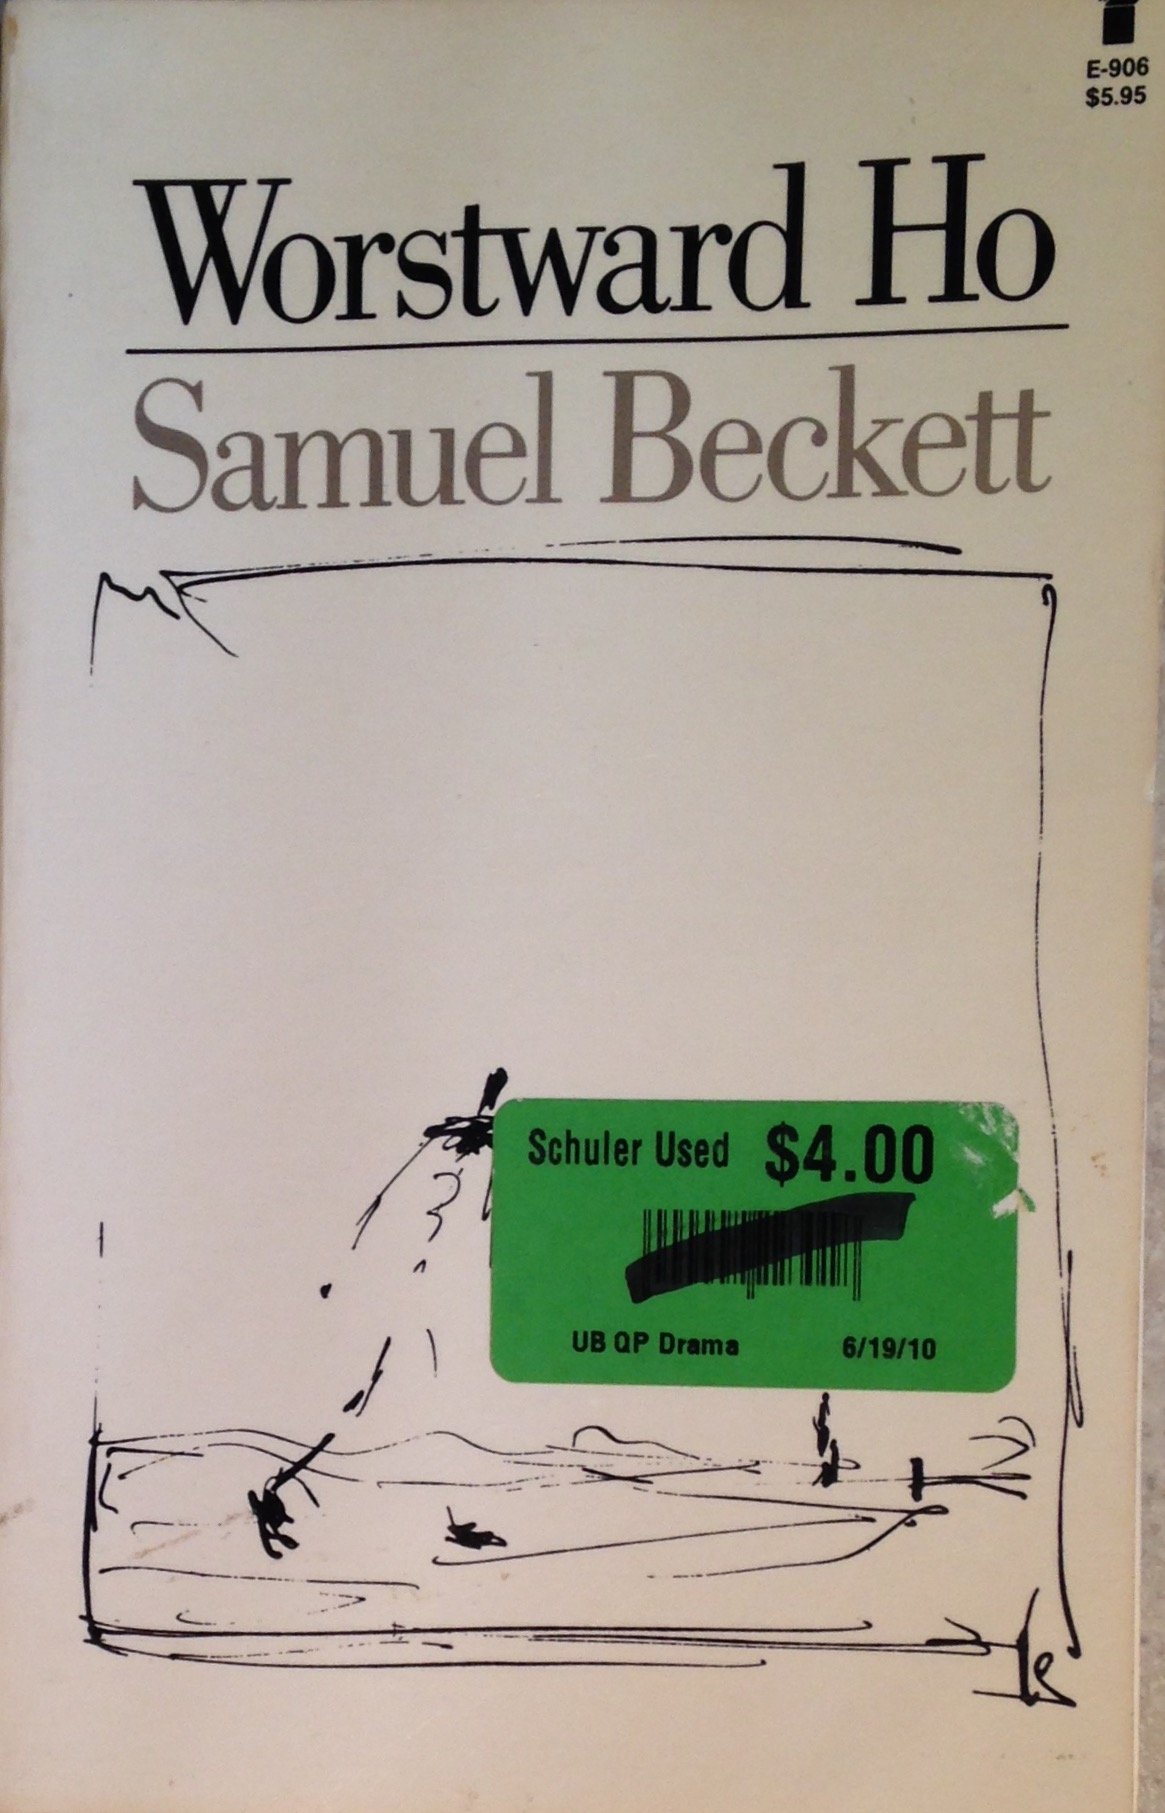 E-906
$5.95
Worstward Ho
Samuel Beckett
Schuler Used $4.00
UB QP Drama 6/19/10